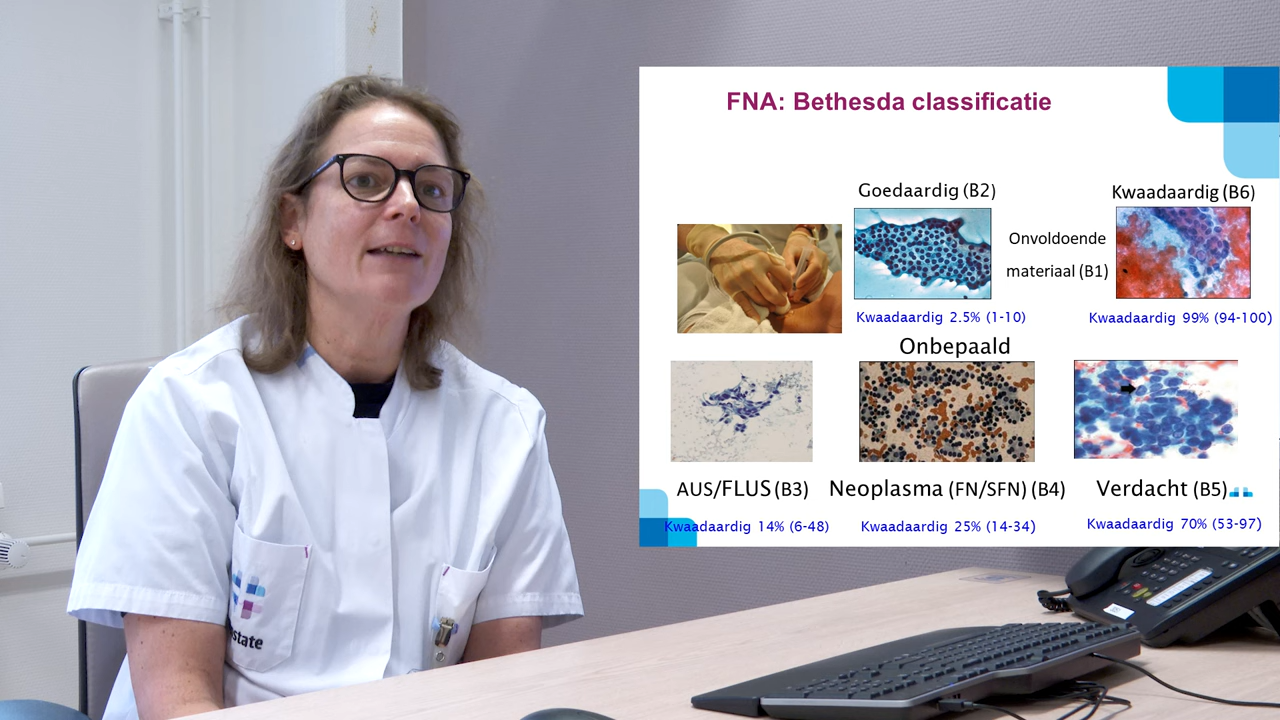 FNA: Bethesda classificatie
Goedaardig (B2)
Kwaadaardig (B6)
Onvoldoende
materiaal (B1)
Kwaadaardig 2.5% (1-10)
Kwaadaardig 99% (94-100)
Onbepaald
AUS/FLUS (B3)
Neoplasma (FN/SFN) (B4)
Verdacht (B5)
Kwaadaardig 14% (6-48)
Kwaadaardig 25% (14-34)
Kwaadaardig 70% (53-97)
state